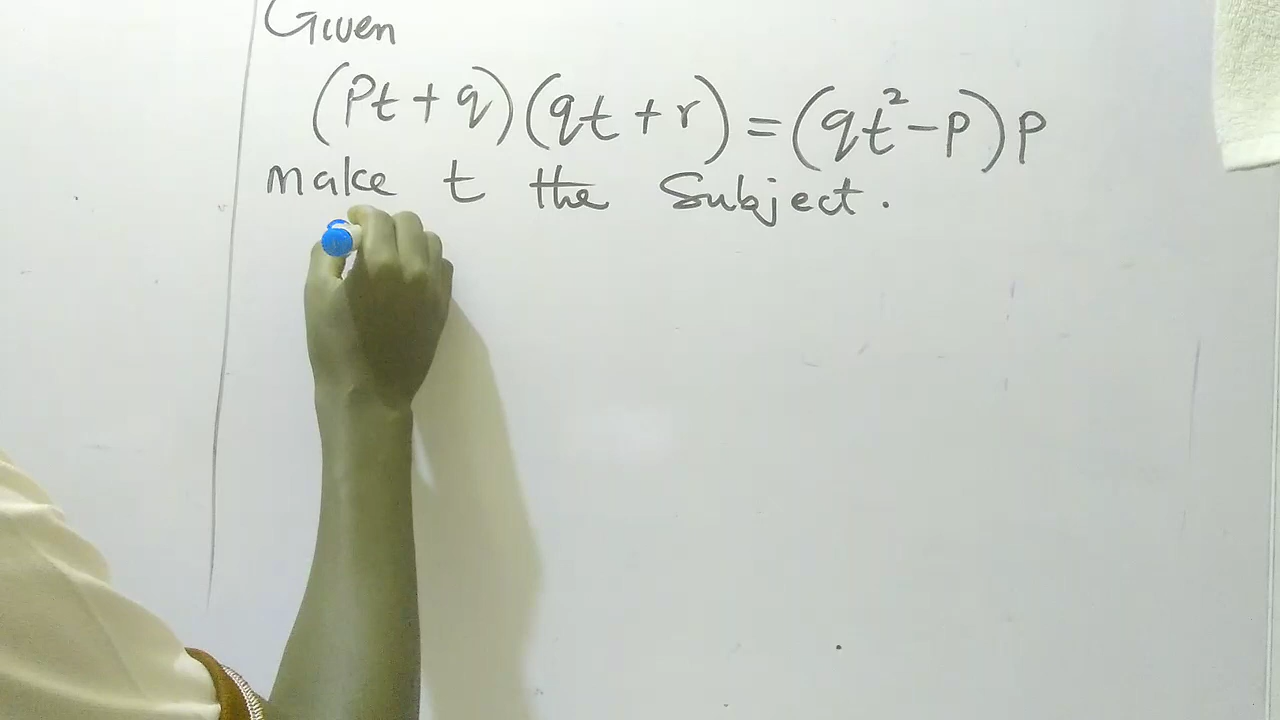 Given
(Pt + q)(qt + r) = (qt² - p)p
make t the Subject.